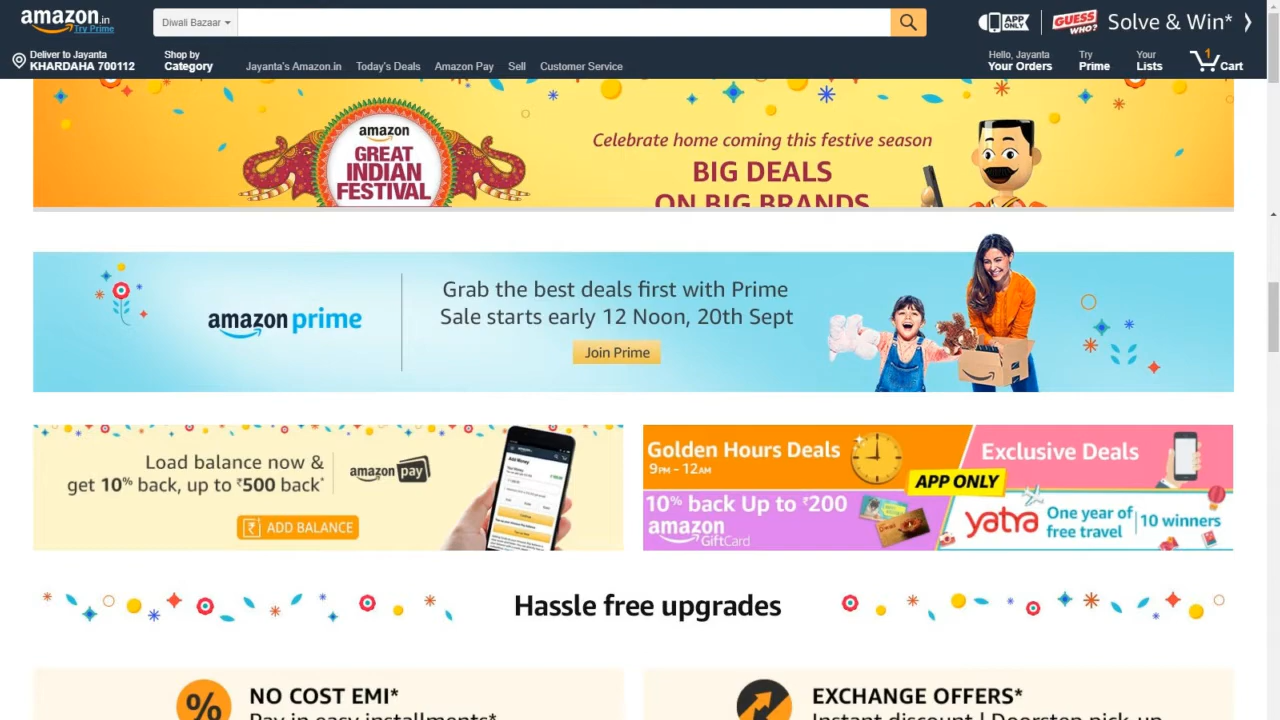 amazon.in
Try Prime
Diwali Bazaar
APP ONLY
GUESS WHO?
Solve & Win*
Deliver to Jayanta
KHARDAHA 700112
Shop by
Category
Jayanta's Amazon.in
Today's Deals
Amazon Pay
Sell
Customer Service
Hello, Jayanta
Your Orders
Try
Prime
Your
Lists
1
Cart
amazon
GREAT
INDIAN
FESTIVAL
Celebrate home coming this festive season
BIG DEALS
ON BIG BRANDS
amazon prime
Grab the best deals first with Prime
Sale starts early 12 Noon, 20th Sept
Join Prime
Load balance now &
get 10% back, up to ₹500 back*
amazon pay
ADD BALANCE
Add Money
Golden Hours Deals
9PM - 12AM
Exclusive Deals
APP ONLY
10% back Up to ₹200
amazon
GiftCard
yatra
One year of
free travel
10 winners
Hassle free upgrades
NO COST EMI*
Pay in easy installments*
EXCHANGE OFFERS*
Instant discount | Doorstep pick-up